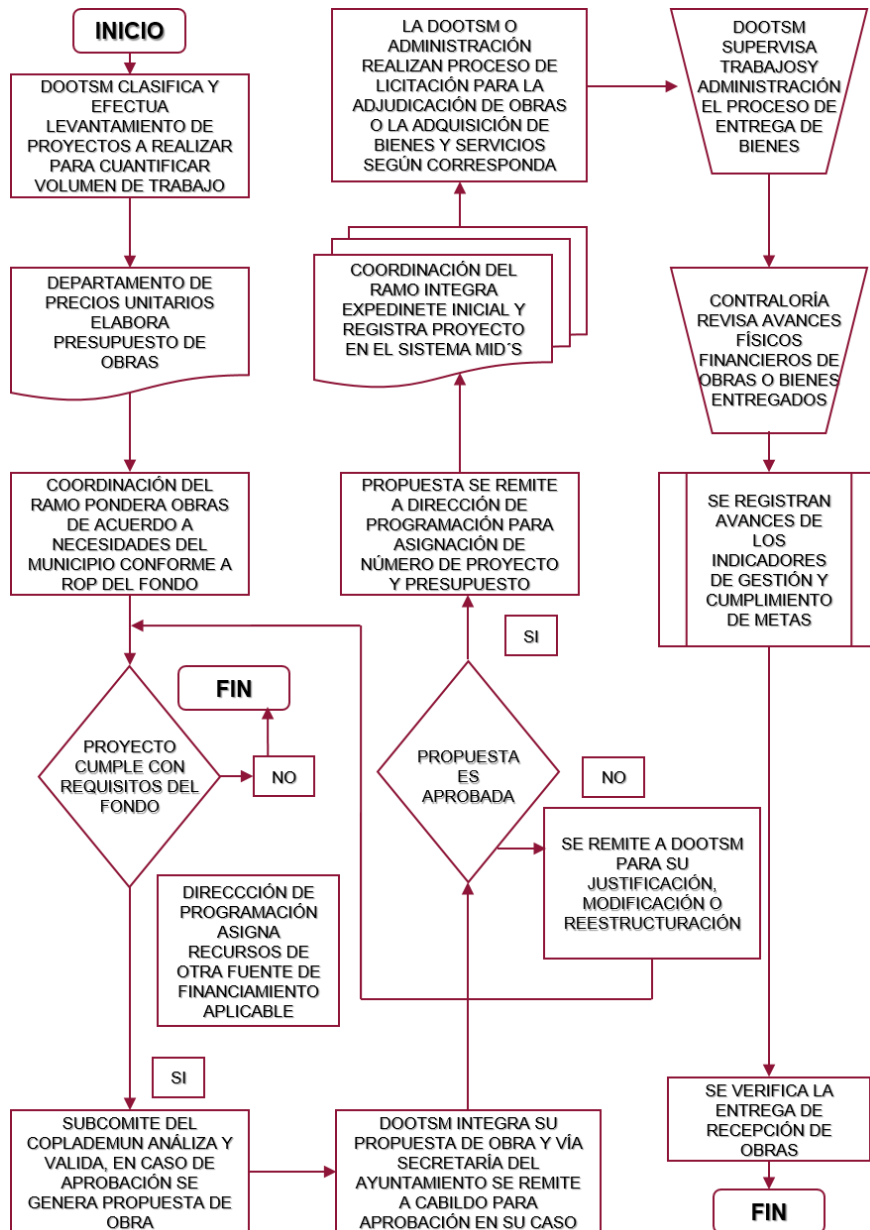 INICIO
DOOTSM CLASIFICA Y
EFECTUA
LEVANTAMIENTO DE
PROYECTOS A REALIZAR
PARA CUANTIFICAR
VOLUMEN DE TRABAJO
DEPARTAMENTO DE
PRECIOS UNITARIOS
ELABORA
PRESUPUESTO DE
OBRAS
COORDINACIÓN DEL
RAMO PONDERA OBRAS
DE ACUERDO A
NECESIDADES DEL
MUNICIPIO CONFORME A
ROP DEL FONDO
PROYECTO
CUMPLE CON
REQUISITOS DEL
FONDO
NO
FIN
DIRECCCIÓN DE
PROGRAMACIÓN
ASIGNA
RECURSOS DE
OTRA FUENTE DE
FINANCIAMIENTO
APLICABLE
SI
SUBCOMITE DEL
COPLADEMUN ANÁLIZA Y
VALIDA, EN CASO DE
APROBACIÓN SE
GENERA PROPUESTA DE
OBRA
DOOTSM INTEGRA SU
PROPUESTA DE OBRA Y VÍA
SECRETARÍA DEL
AYUNTAMIENTO SE REMITE
A CABILDO PARA
APROBACIÓN EN SU CASO
PROPUESTA
ES
APROBADA
NO
SE REMITE A DOOTSM
PARA SU
JUSTIFICACIÓN,
MODIFICACIÓN O
REESTRUCTURACIÓN
SI
PROPUESTA SE REMITE
A DIRECCIÓN DE
PROGRAMACIÓN PARA
ASIGNACIÓN DE
NÚMERO DE PROYECTO
Y PRESUPUESTO
COORDINACIÓN DEL
RAMO INTEGRA
EXPEDINETE INICIAL Y
REGISTRA PROYECTO
EN EL SISTEMA MID´S
LA DOOTSM O
ADMINISTRACIÓN
REALIZAN PROCESO DE
LICITACIÓN PARA LA
ADJUDICACIÓN DE OBRAS
O LA ADQUISICIÓN DE
BIENES Y SERVICIOS
SEGÚN CORRESPONDA
DOOTSM
SUPERVISA
TRABAJOSY
ADMINISTRACIÓN
EL PROCESO DE
ENTREGA DE
BIENES
CONTRALORÍA
REVISA AVANCES
FÍSICOS
FINANCIEROS DE
OBRAS O BIENES
ENTREGADOS
SE REGISTRAN
AVANCES DE
LOS
INDICADORES
DE GESTIÓN Y
CUMPLIMIENTO
DE METAS
SE VERIFICA LA
ENTREGA DE
RECEPCIÓN DE
OBRAS
FIN